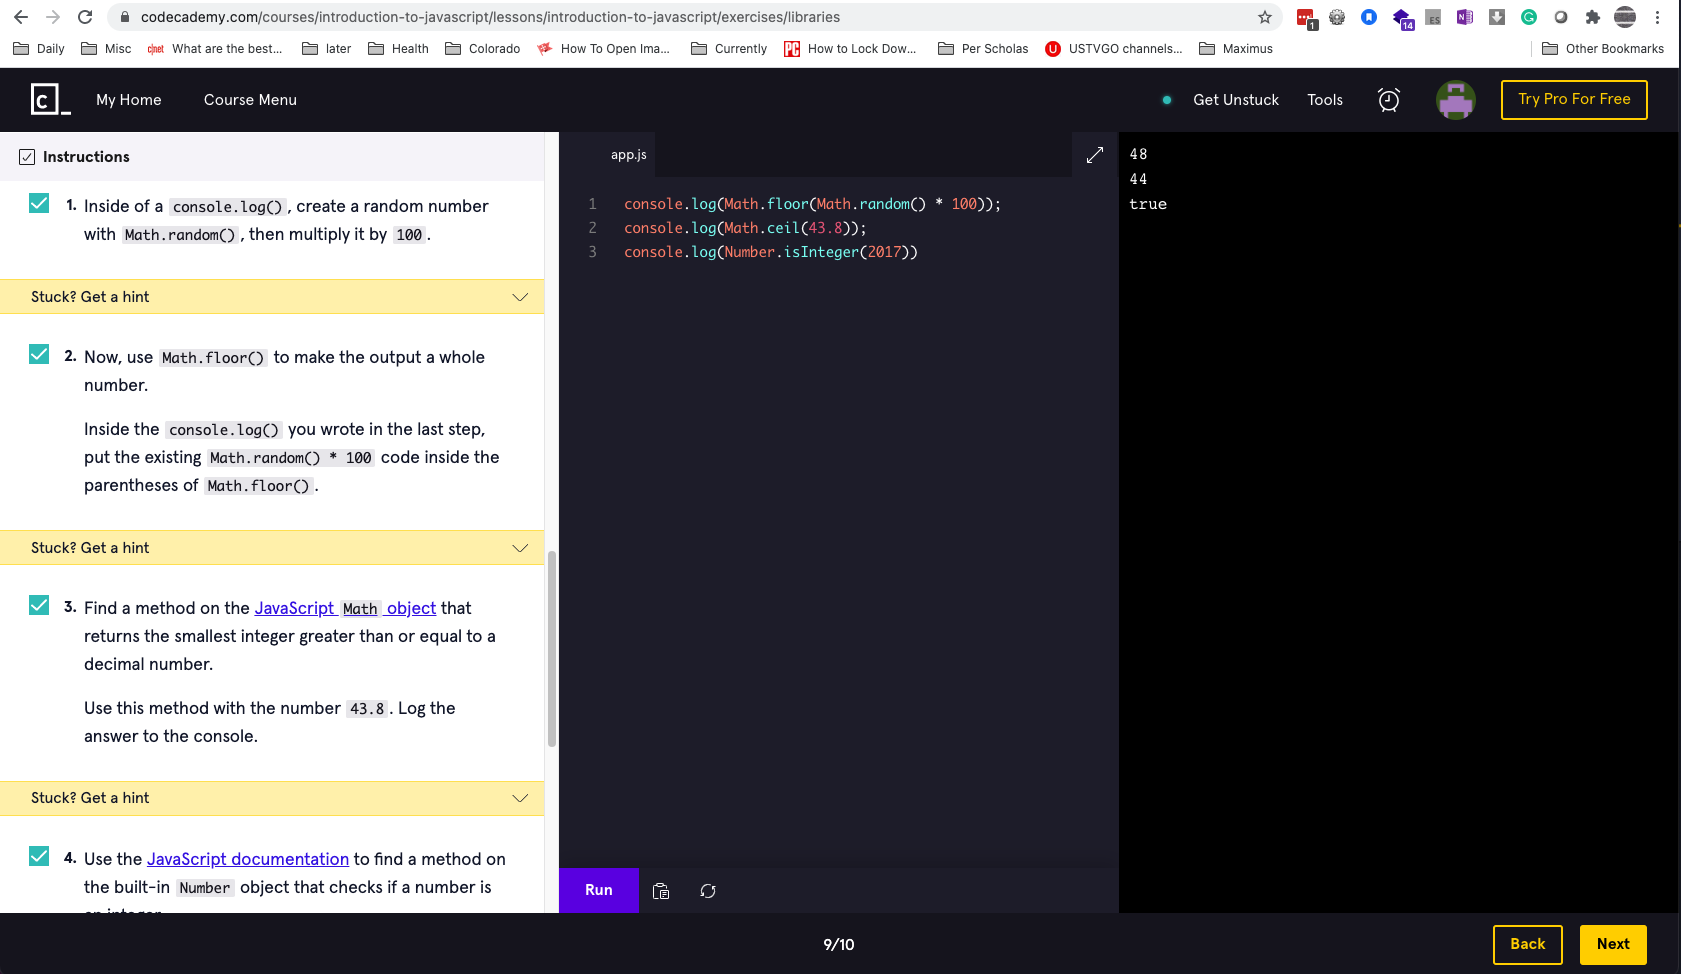 codecademy.com/courses/introduction-to-javascript/lessons/introduction-to-javascript/exercises/libraries
1
14
ES
N
G
Daily
Misc
c|net What are the best...
later
Health
Colorado
How To Open Ima...
Currently
PC How to Lock Dow...
Per Scholas
U USTVGO channels...
Maximus
Other Bookmarks
c_
My Home
Course Menu
Get Unstuck
Tools
Try Pro For Free
Instructions
1. Inside of a console.log(), create a random number
with Math.random(), then multiply it by 100.
Stuck? Get a hint
2. Now, use Math.floor() to make the output a whole
number.
Inside the console.log() you wrote in the last step,
put the existing Math.random() * 100 code inside the
parentheses of Math.floor().
Stuck? Get a hint
3. Find a method on the JavaScript Math object that
returns the smallest integer greater than or equal to a
decimal number.
Use this method with the number 43.8. Log the
answer to the console.
Stuck? Get a hint
4. Use the JavaScript documentation to find a method on
the built-in Number object that checks if a number is
an integer.
app.js
1 console.log(Math.floor(Math.random() * 100));
2 console.log(Math.ceil(43.8));
3 console.log(Number.isInteger(2017))
Run
48
44
true
9/10
Back
Next